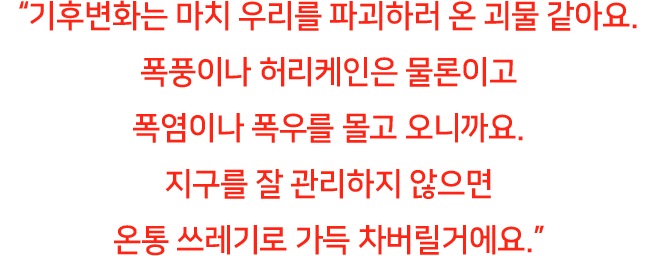 “기후변화는 마치 우리를 파괴하러 온 괴물 같아요.
폭풍이나 허리케인은 물론이고
폭염이나 폭우를 몰고 오니까요.
지구를 잘 관리하지 않으면
온통 쓰레기로 가득 차버릴거에요.”